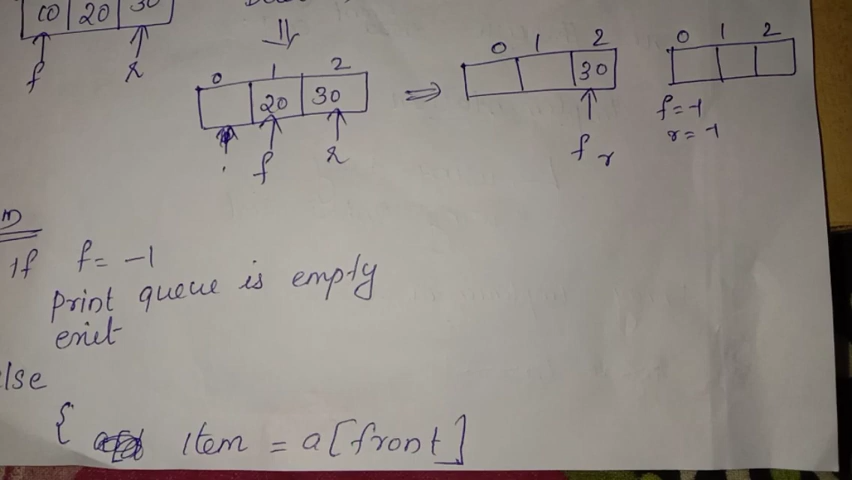 10 20 30
f r
0 1 2
20 30
f r
0 1 2
30
f r
0 1 2
f = -1
r = -1
If f = -1
print queue is empty
exit
else
{ item = a[front]